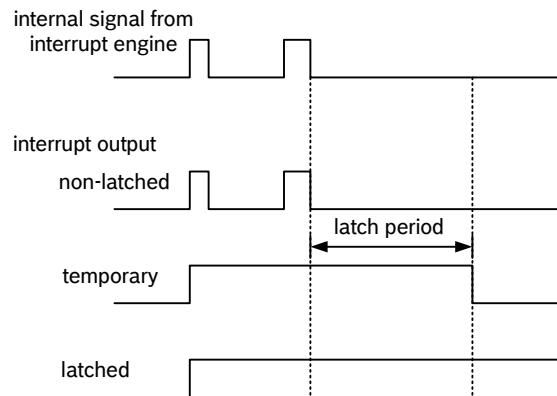 internal signal from
interrupt engine
interrupt output
non-latched
latch period
temporary
latched